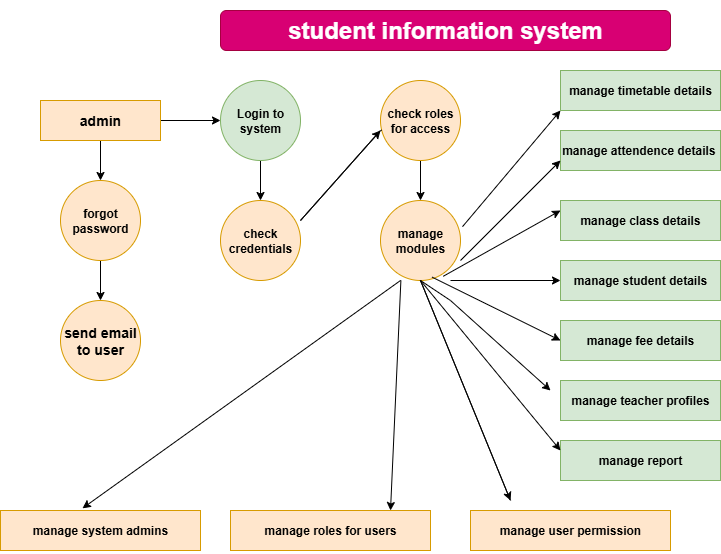 student information system
admin
Login to
system
check roles
for access
manage timetable details
manage attendence details
forgot
password
check
credentials
manage
modules
manage class details
manage student details
send email
to user
manage fee details
manage teacher profiles
manage report
manage system admins
manage roles for users
manage user permission